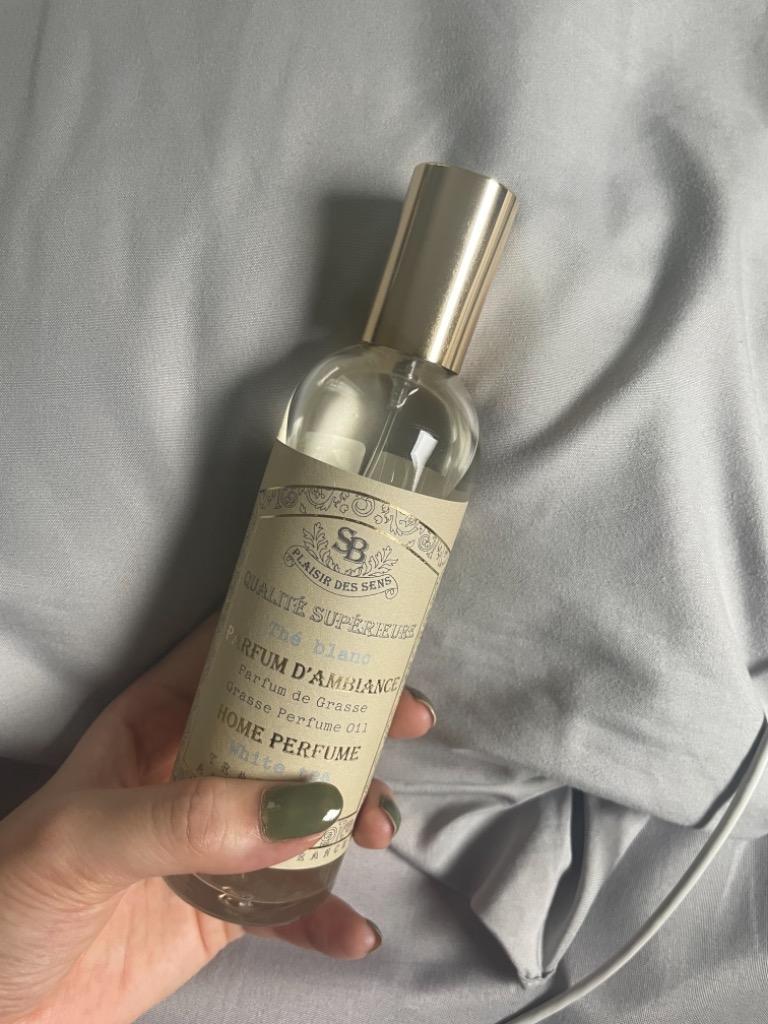 SB
PLAISIR DES SENS
QUALITÉ SUPÉRIEURE
Thé blanc
PARFUM D'AMBIANCE
Parfum de Grasse
Grasse Perfume Oil
HOME PERFUME
White tea